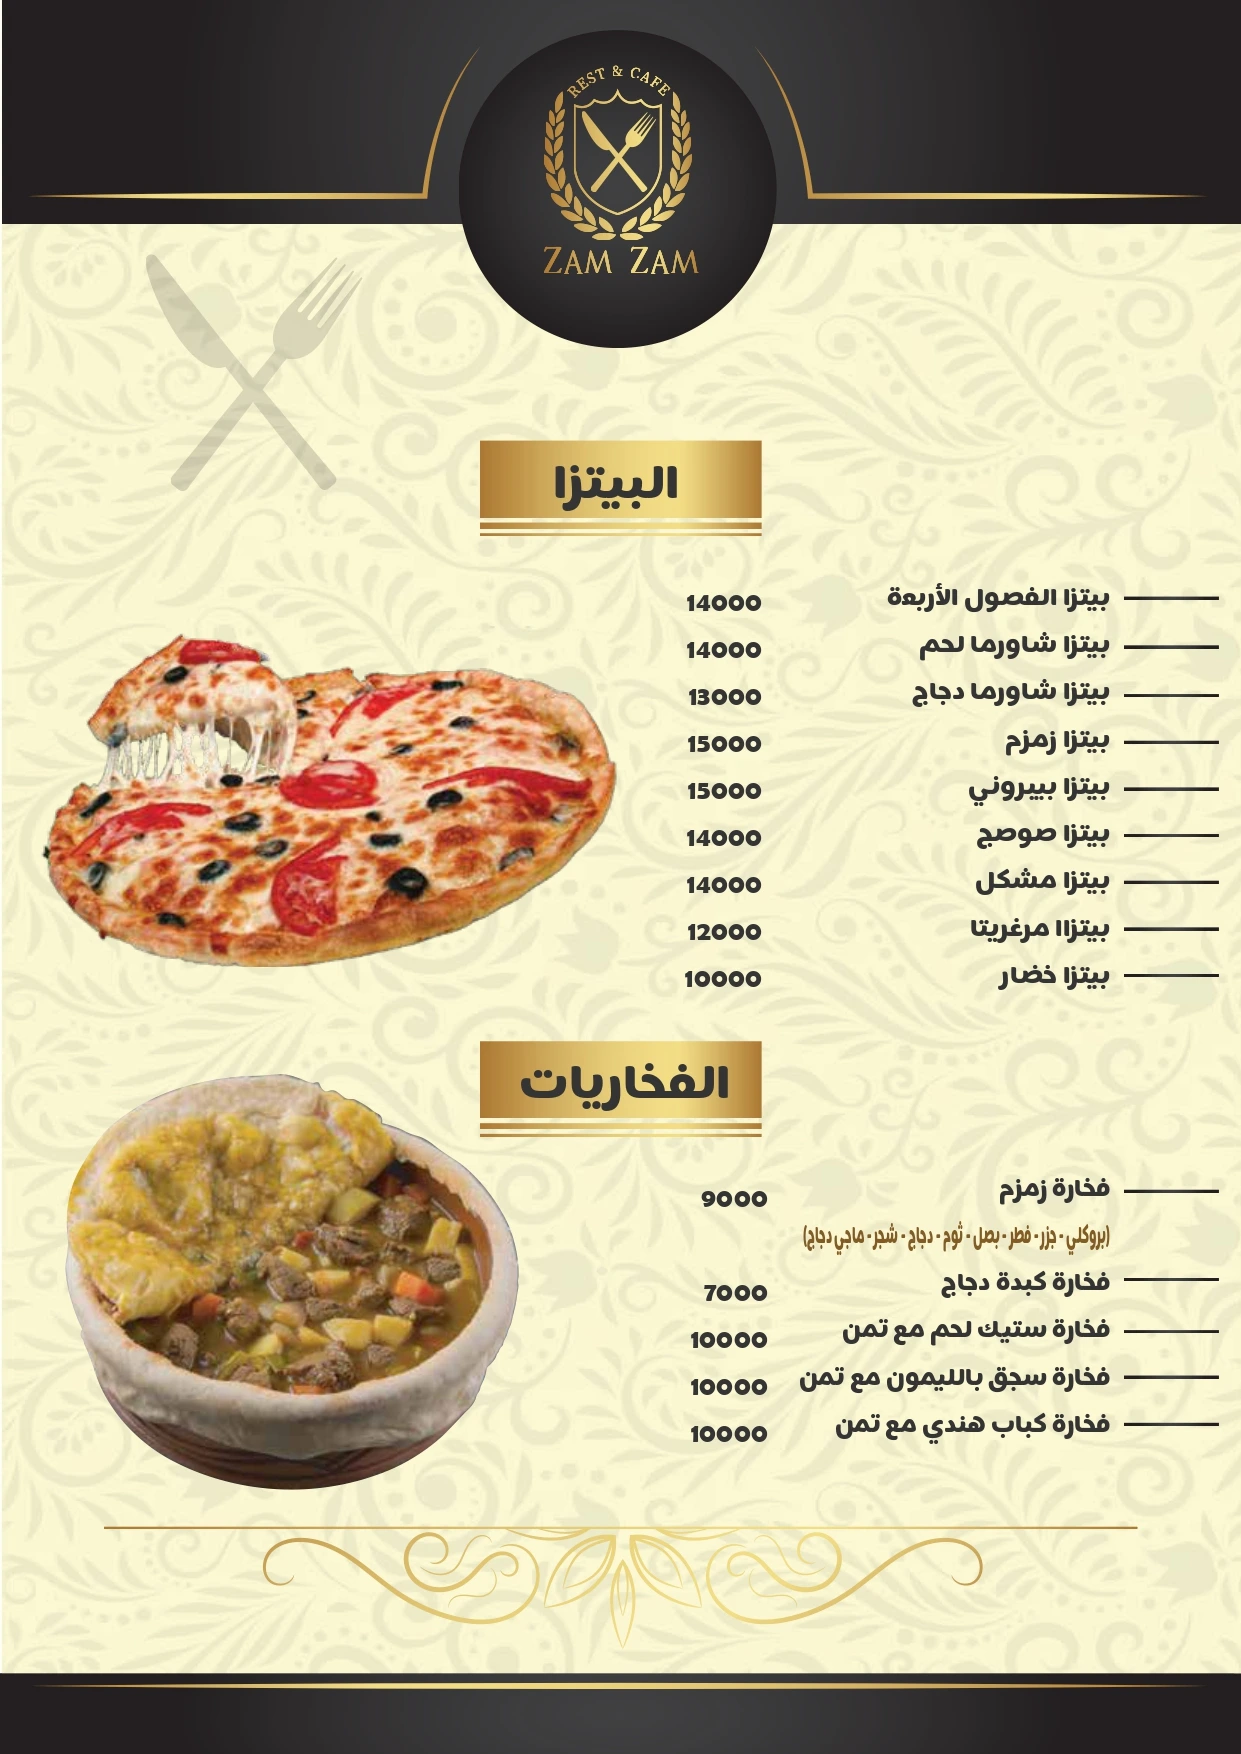 REST & CAFE
ZAM ZAM
البيتزا
بيتزا الفصول الأربعة 14000
بيتزا شاورما لحم 14000
بيتزا شاورما دجاج 13000
بيتزا زمزم 15000
بيتزا بيبروني 15000
بيتزا صوصج 14000
بيتزا مشكل 14000
بيتزاا مرغريتا 12000
بيتزا خضار 10000
الفخاريات
فخارة زمزم 9000
(بروكلي - جزر - فطر - بصل - ثوم - دجاج - شجر - ماجي دجاج)
فخارة كبدة دجاج 7000
فخارة ستيك لحم مع تمن 10000
فخارة سجق بالليمون مع تمن 10000
فخارة كباب هندي مع تمن 10000